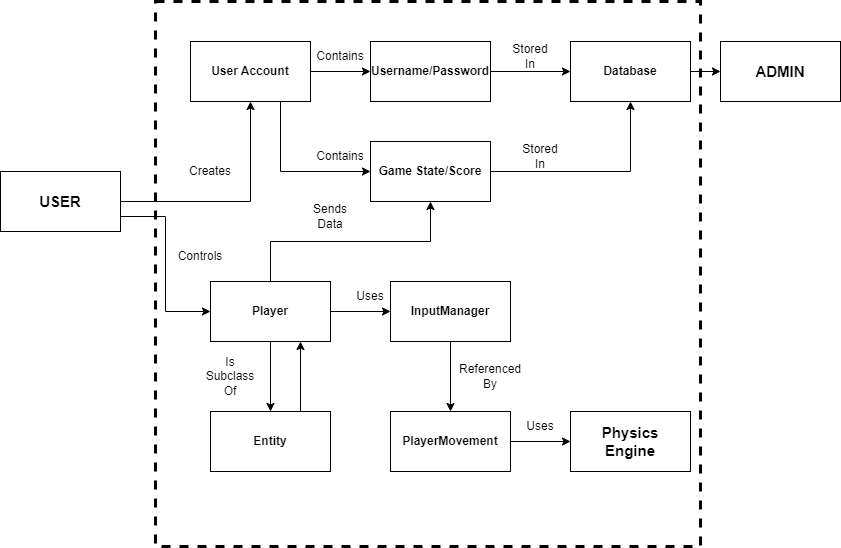 User Account
Contains
Username/Password
Stored
In
Database
ADMIN
USER
Creates
Contains
Game State/Score
Stored
In
Sends
Data
Controls
Player
Uses
InputManager
Is
Subclass
Of
Referenced
By
Entity
PlayerMovement
Uses
Physics
Engine